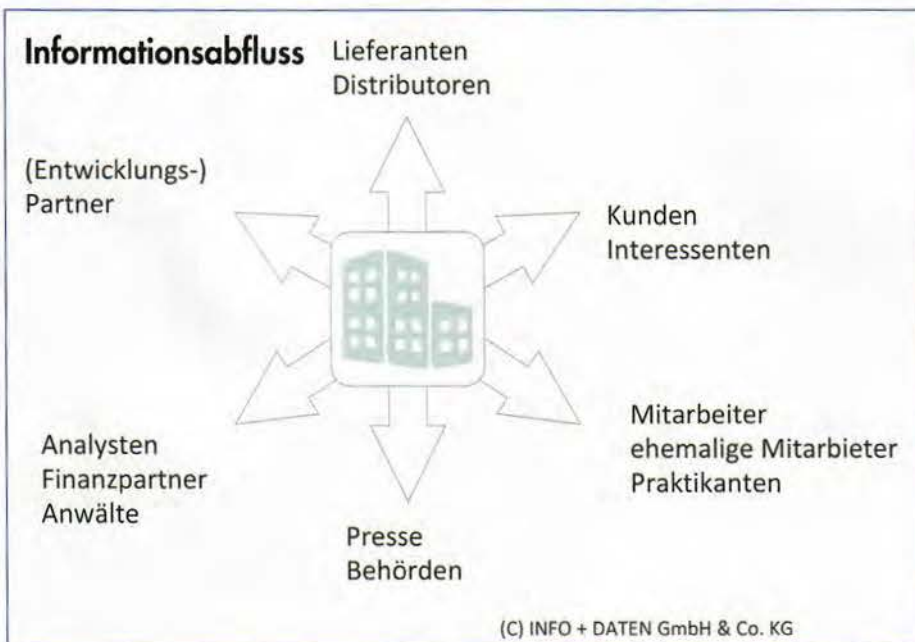 Informationsabfluss
Lieferanten
Distributoren
(Entwicklungs-)
Partner
Kunden
Interessenten
Analysten
Finanzpartner
Anwälte
Mitarbeiter
ehemalige Mitarbieter
Praktikanten
Presse
Behörden
(C) INFO + DATEN GmbH & Co. KG